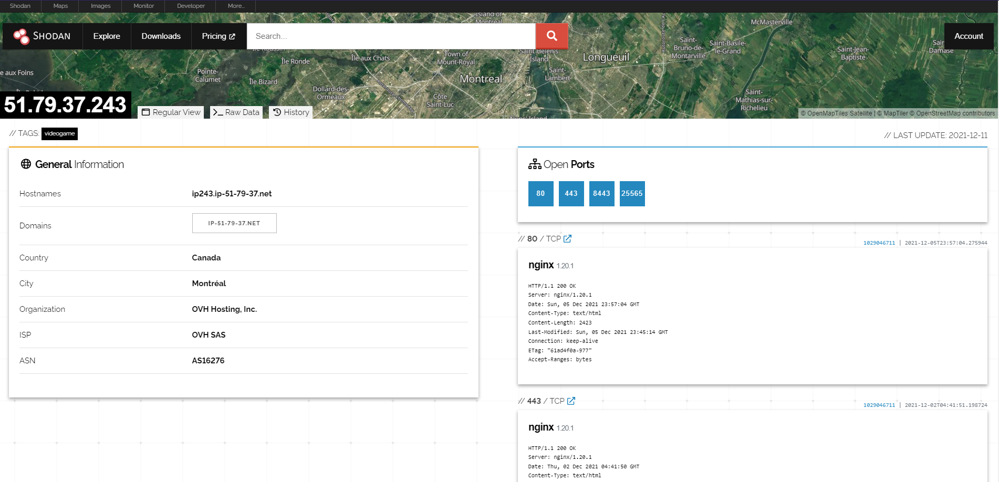 Shodan
Maps
Images
Monitor
Developer
More...
SHODAN
Explore
Downloads
Pricing
Search...
Account
Island of
Montreal
McMasterville
Île aux Chats
Île Ronde
Town of
Mount-Royal
Saint Helen's
Island
Longueuil
Saint-
Bruno-de-
Montarville
Saint-Basile-
le-Grand
Saint-Jean-
Baptiste
Damase
e aux Foins
Pointe-
Calumet
Île Bizard
Montreal
Saint-
Lambert
Dollard-des-
Ormeaux
Côte
Saint-Luc
Saint-
Mathias-sur-
Richelieu
51.79.37.243
Regular View
Raw Data
History
© OpenMapTiles Satellite | © MapTiler © OpenStreetMap contributors
// TAGS: videogame
// LAST UPDATE: 2021-12-11
General Information
Hostnames
ip243.ip-51-79-37.net
Domains
IP-51-79-37.NET
Country
Canada
City
Montréal
Organization
OVH Hosting, Inc.
ISP
OVH SAS
ASN
AS16276
Open Ports
80
443
8443
25565
// 80 / TCP
1029046711 | 2021-12-05T23:57:04.275944
nginx 1.20.1
HTTP/1.1 200 OK
Server: nginx/1.20.1
Date: Sun, 05 Dec 2021 23:57:04 GMT
Content-Type: text/html
Content-Length: 2423
Last-Modified: Sun, 05 Dec 2021 23:45:14 GMT
Connection: keep-alive
ETag: "61ad4f0a-977"
Accept-Ranges: bytes
// 443 / TCP
1029046711 | 2021-12-02T04:41:51.198724
nginx 1.20.1
HTTP/1.1 200 OK
Server: nginx/1.20.1
Date: Thu, 02 Dec 2021 04:41:50 GMT
Content-Type: text/html